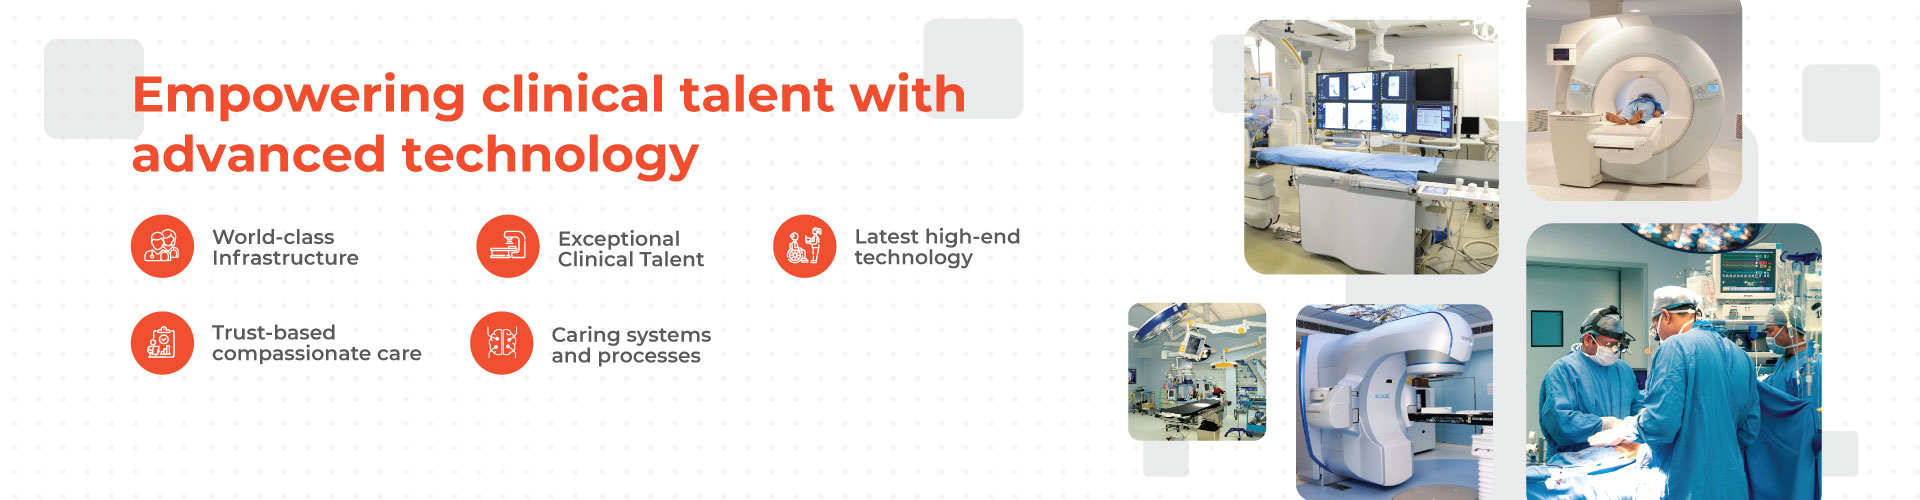 Empowering clinical talent with
advanced technology
World-class
Infrastructure
Exceptional
Clinical Talent
Latest high-end
technology
Trust-based
compassionate care
Caring systems
and processes